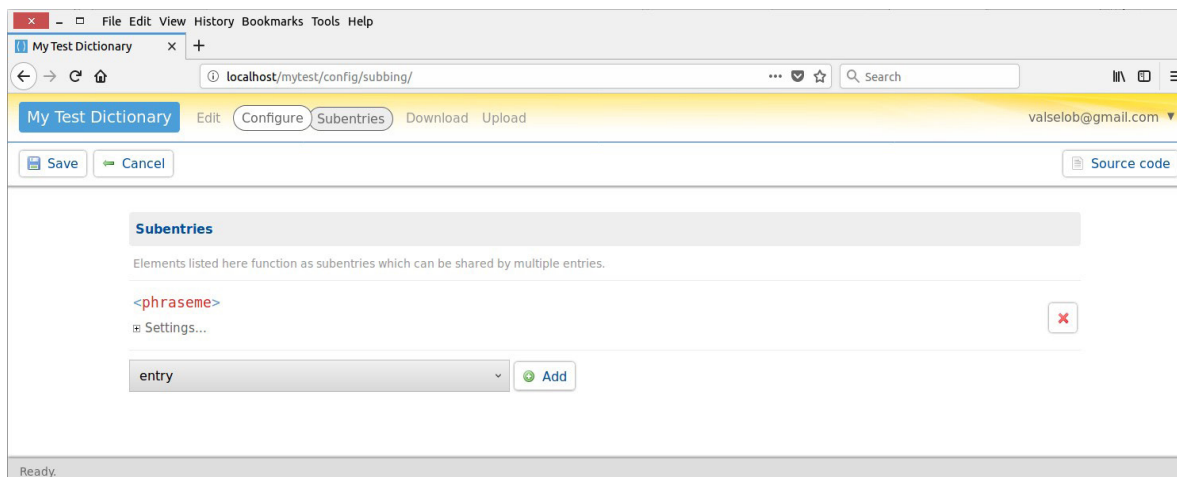 File Edit View History Bookmarks Tools Help
My Test Dictionary
localhost/mytest/config/subbing/ Search
My Test Dictionary Edit Configure Subentries Download Upload valselob@gmail.com
Save Cancel Source code
Subentries
Elements listed here function as subentries which can be shared by multiple entries.
<phraseme>
Settings...
entry Add
Ready.